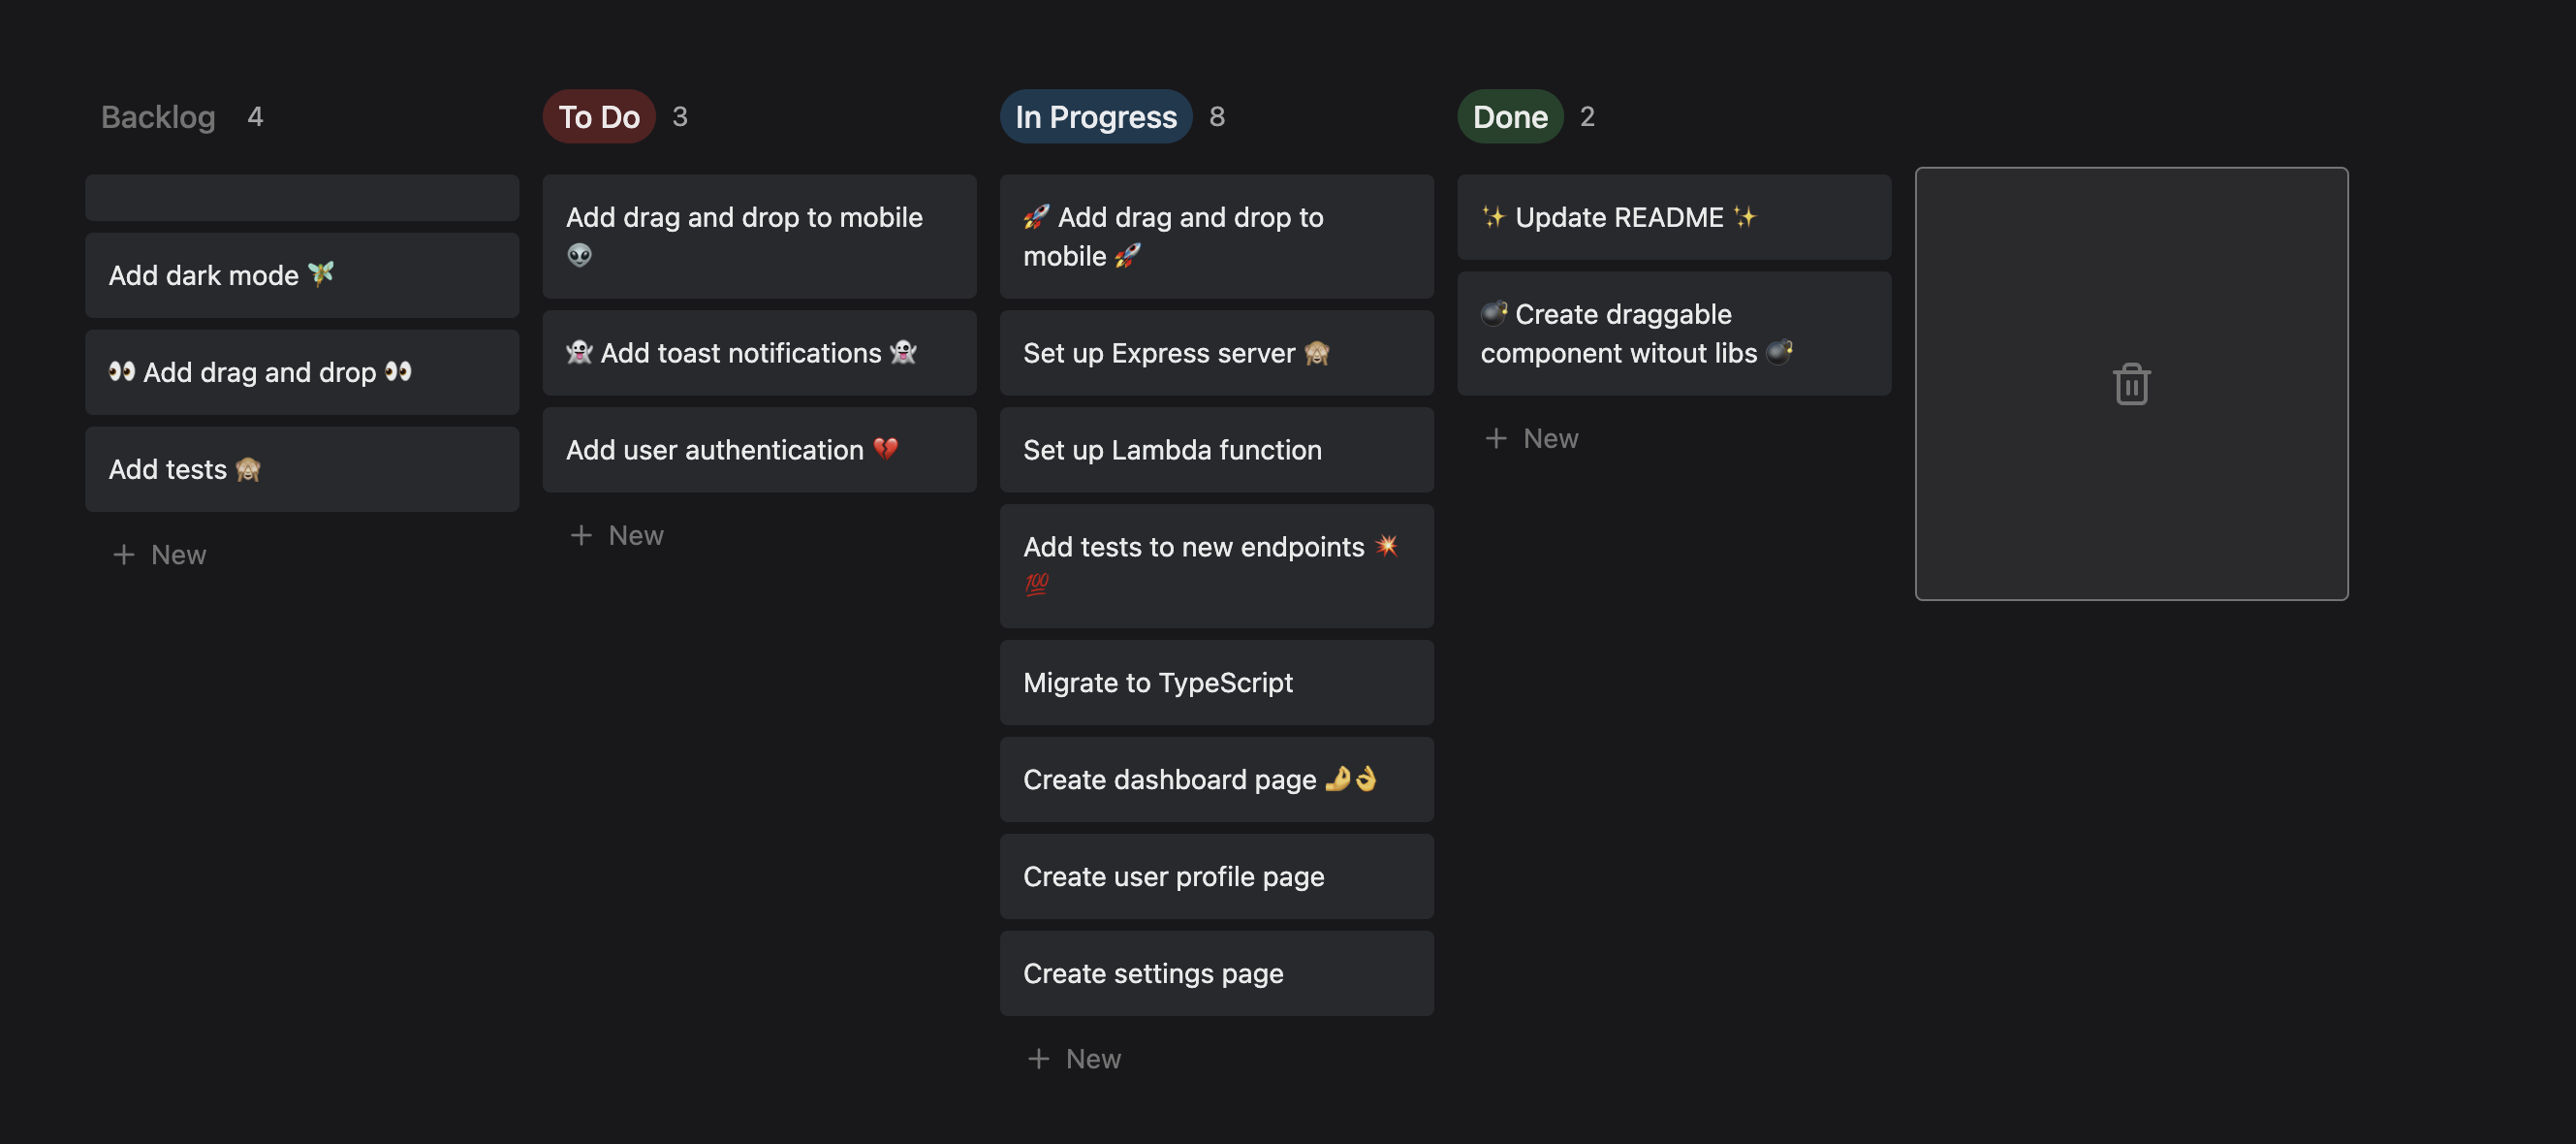 Backlog 4
Add dark mode 🧚
👀 Add drag and drop 👀
Add tests 🙈
+ New
To Do 3
Add drag and drop to mobile
👽
👻 Add toast notifications 👻
Add user authentication 💔
+ New
In Progress 8
🚀 Add drag and drop to
mobile 🚀
Set up Express server 🙈
Set up Lambda function
Add tests to new endpoints 💥
💯
Migrate to TypeScript
Create dashboard page 🤌👌
Create user profile page
Create settings page
+ New
Done 2
✨ Update README ✨
💣 Create draggable
component witout libs 💣
+ New